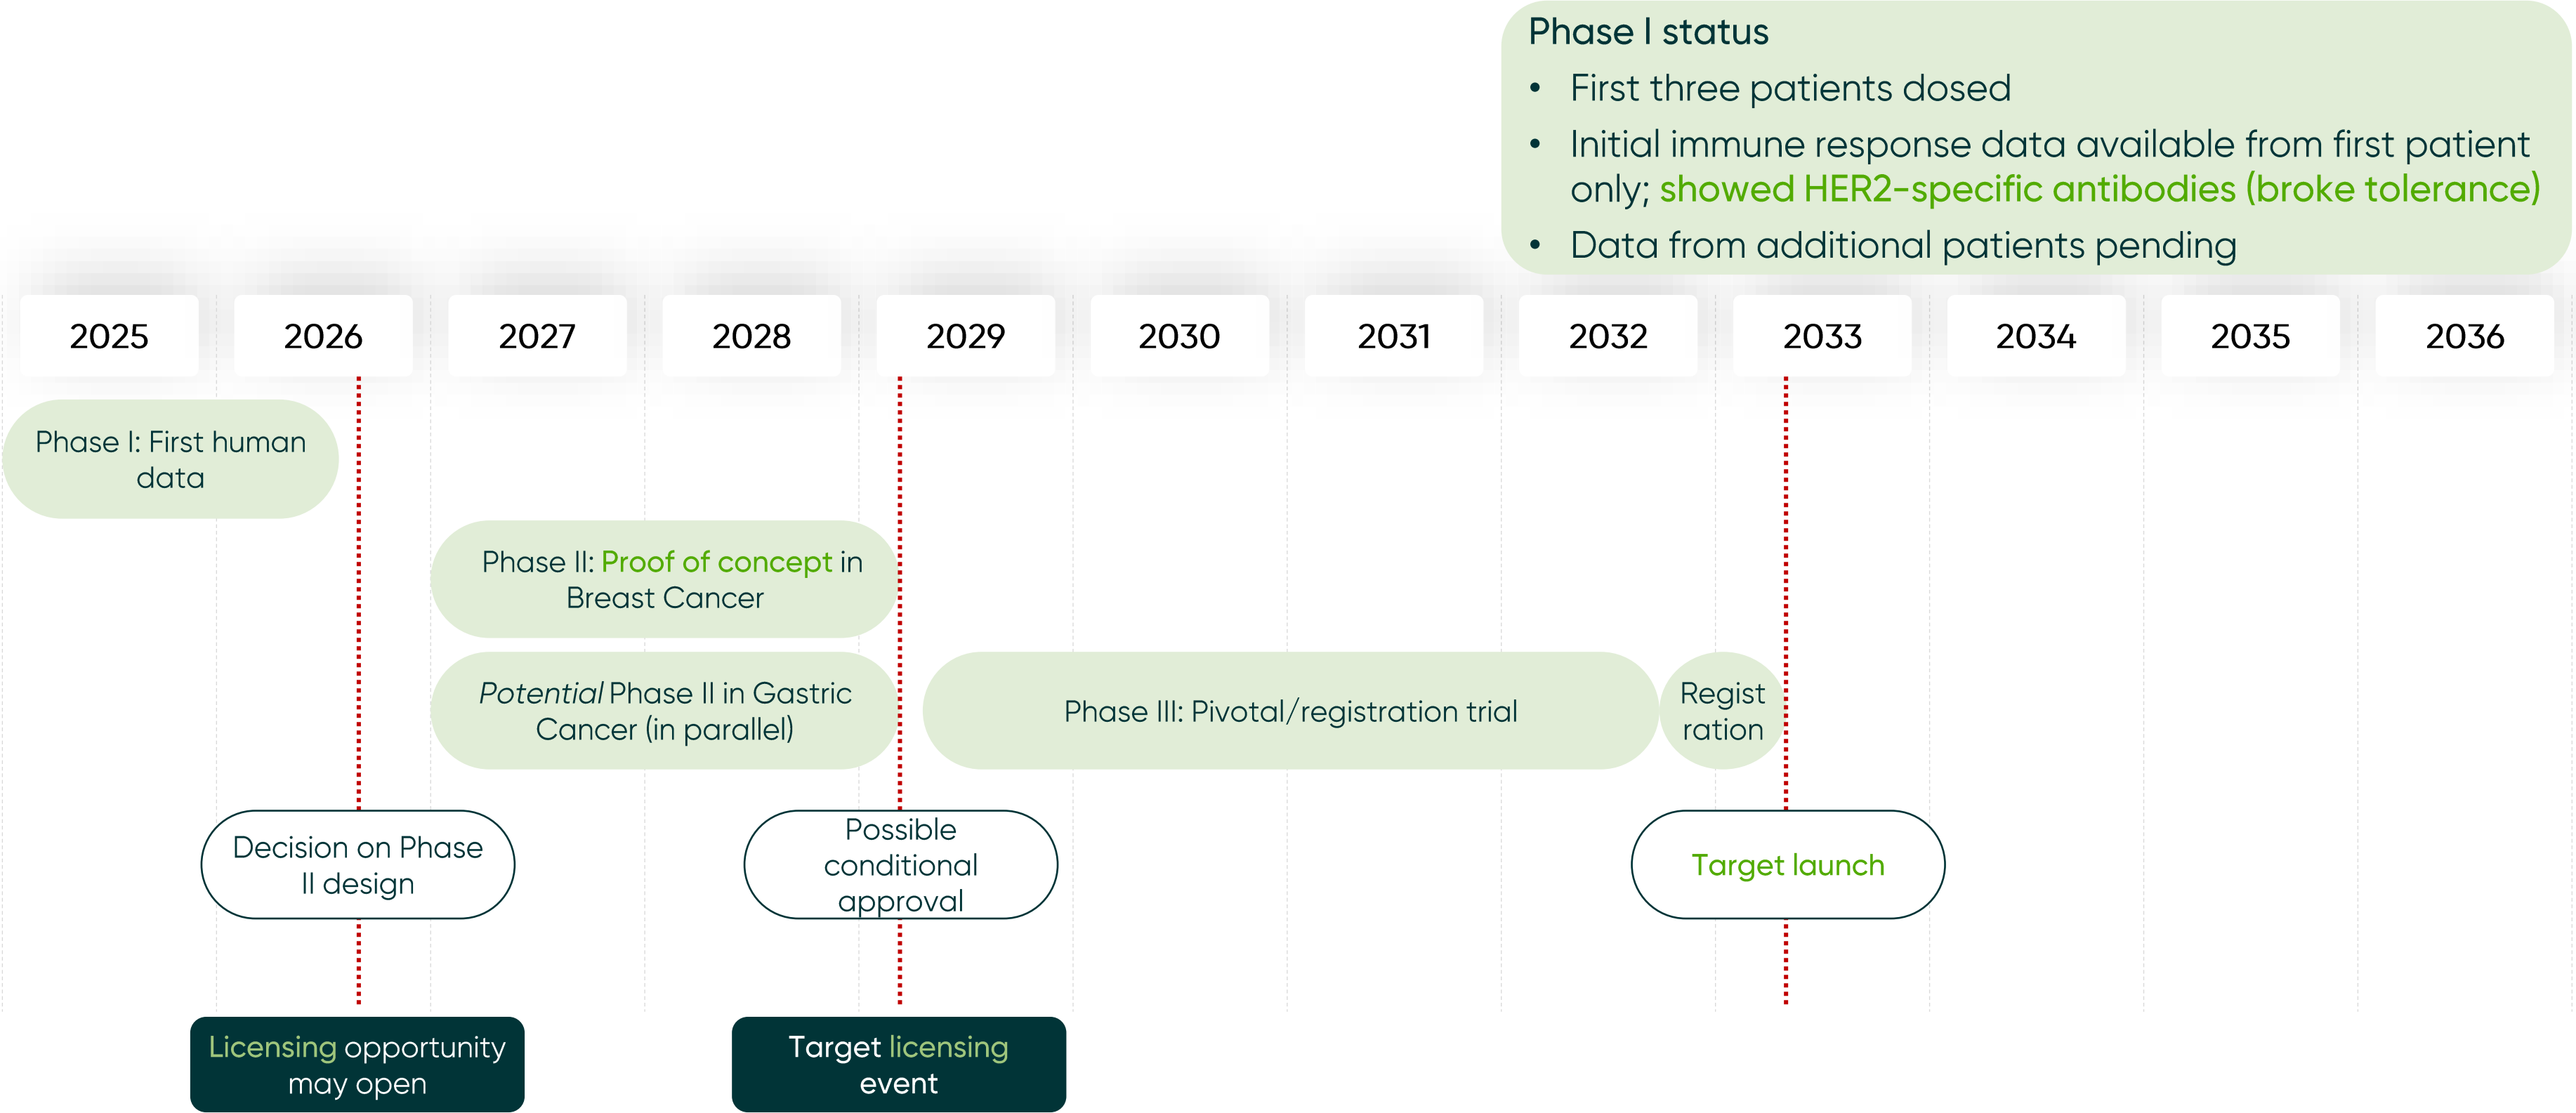 Phase I status
• First three patients dosed
• Initial immune response data available from first patient
only; showed HER2-specific antibodies (broke tolerance)
• Data from additional patients pending
2025 2026 2027 2028 2029 2030 2031 2032 2033 2034 2035 2036
Phase I: First human
data
Phase II: Proof of concept in
Breast Cancer
Potential Phase II in Gastric
Cancer (in parallel)
Phase III: Pivotal/registration trial
Regist
ration
Decision on Phase
II design
Possible
conditional
approval
Target launch
Licensing opportunity
may open
Target licensing
event